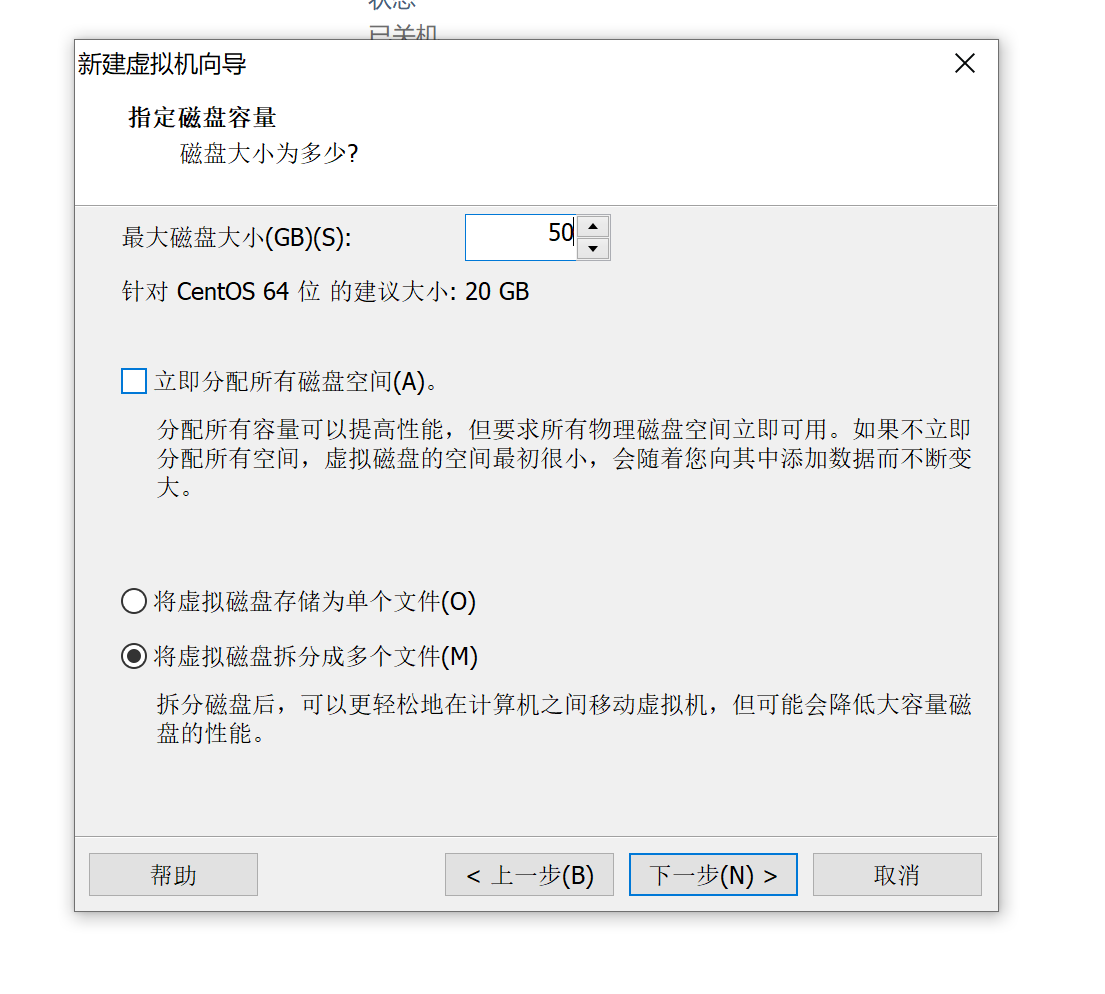 状态
已关机
新建虚拟机向导
指定磁盘容量
磁盘大小为多少?
最大磁盘大小(GB)(S):
50
针对 CentOS 64 位 的建议大小: 20 GB
立即分配所有磁盘空间(A)。
分配所有容量可以提高性能，但要求所有物理磁盘空间立即可用。如果不立即
分配所有空间，虚拟磁盘的空间最初很小，会随着您向其中添加数据而不断变
大。
将虚拟磁盘存储为单个文件(O)
将虚拟磁盘拆分成多个文件(M)
拆分磁盘后，可以更轻松地在计算机之间移动虚拟机，但可能会降低大容量磁
盘的性能。
帮助
< 上一步(B)
下一步(N) >
取消